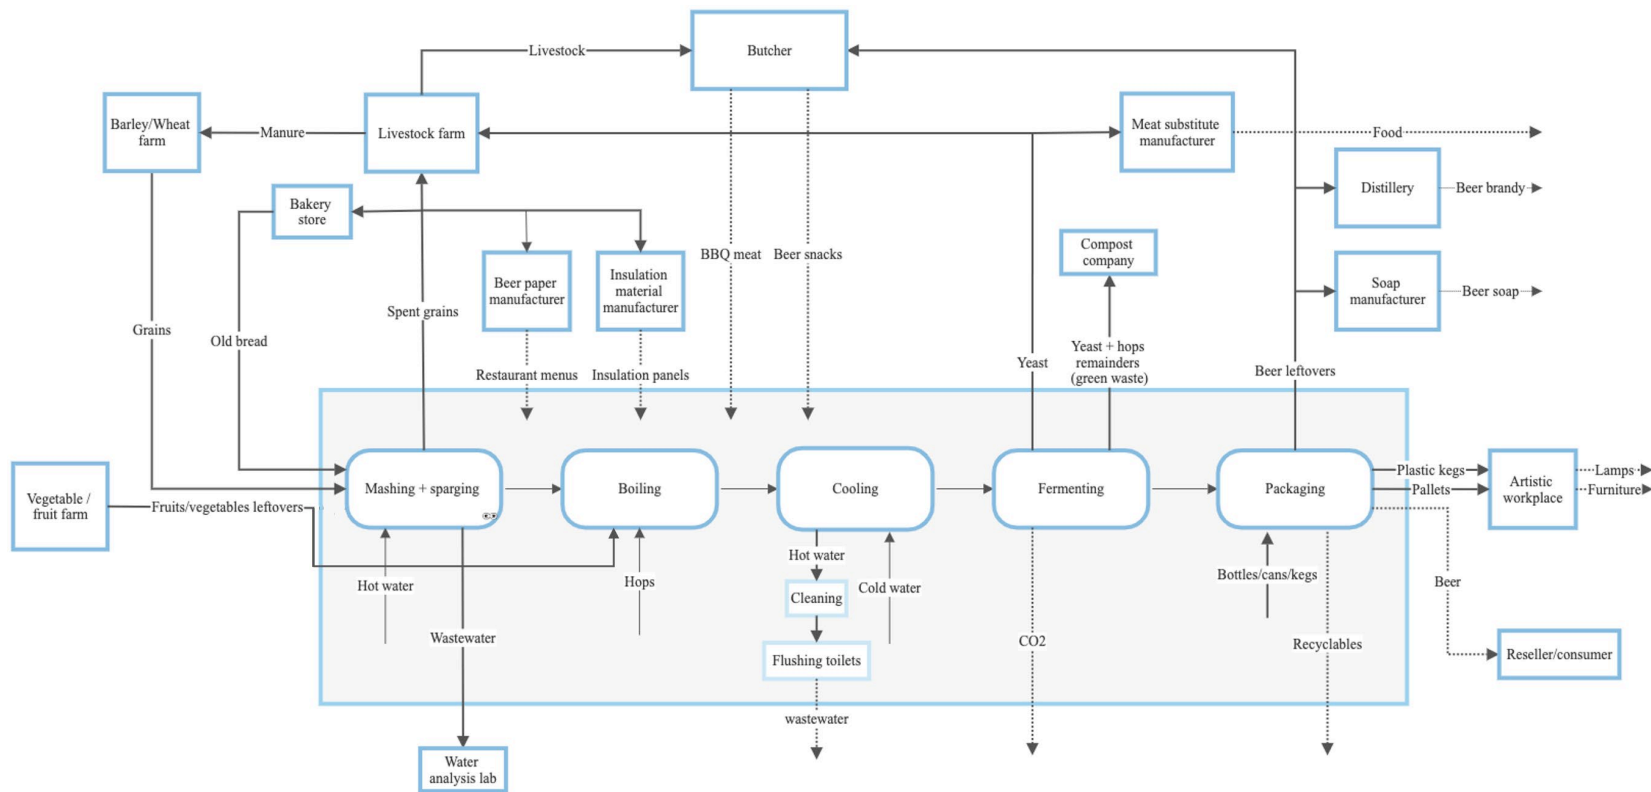 Livestock
Butcher
Barley/Wheat
farm
Manure
Livestock farm
Meat substitute
manufacturer
Food
Bakery
store
Distillery
Beer brandy
Compost
company
BBQ meat
Beer snacks
Beer paper
manufacturer
Insulation
material
manufacturer
Soap
manufacturer
Beer soap
Grains
Old bread
Spent grains
Restaurant menus
Insulation panels
Yeast
Yeast + hops
remainders
(green waste)
Beer leftovers
Vegetable /
fruit farm
Fruits/vegetables leftovers
Mashing + sparging
Boiling
Cooling
Fermenting
Packaging
Plastic kegs
Pallets
Artistic
workplace
Lamps
Furniture
Hot water
Hops
Hot water
Cold water
Cleaning
Bottles/cans/kegs
Beer
Wastewater
Flushing toilets
CO2
Recyclables
Reseller/consumer
wastewater
Water
analysis lab